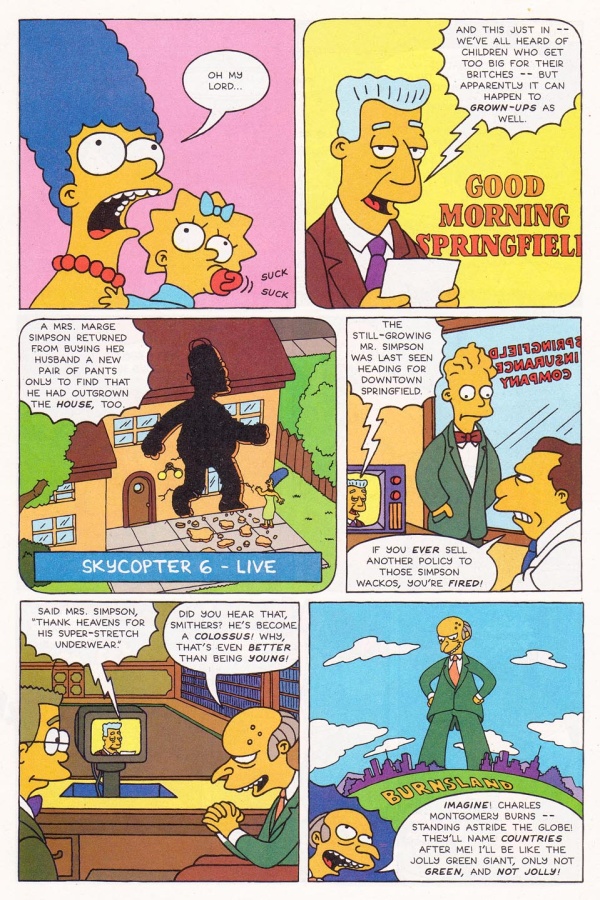 OH MY
LORD...
SUCK
SUCK
AND THIS JUST IN --
WE'VE ALL HEARD OF
CHILDREN WHO GET
TOO BIG FOR THEIR
BRITCHES -- BUT
APPARENTLY IT CAN
HAPPEN TO
GROWN-UPS AS
WELL.
GOOD
MORNING
SPRINGFIEL
A MRS. MARGE
SIMPSON RETURNED
FROM BUYING HER
HUSBAND A NEW
PAIR OF PANTS
ONLY TO FIND THAT
HE HAD OUTGROWN
THE HOUSE, TOO.
SKYCOPTER 6 - LIVE
THE
STILL-GROWING
MR. SIMPSON
WAS LAST SEEN
HEADING FOR
DOWNTOWN
SPRINGFIELD.
SPRINGFIELD
INSURANCE
COMPANY
IF YOU EVER SELL
ANOTHER POLICY TO
THOSE SIMPSON
WACKOS, YOU'RE FIRED!
SAID MRS. SIMPSON,
"THANK HEAVENS FOR
HIS SUPER-STRETCH
UNDERWEAR."
DID YOU HEAR THAT,
SMITHERS? HE'S BECOME
A COLOSSUS! WHY,
THAT'S EVEN BETTER
THAN BEING YOUNG!
BURNSLAND
IMAGINE! CHARLES
MONTGOMERY BURNS --
STANDING ASTRIDE THE GLOBE!
THEY'LL NAME COUNTRIES
AFTER ME! I'LL BE LIKE THE
JOLLY GREEN GIANT, ONLY NOT
GREEN, AND NOT JOLLY!